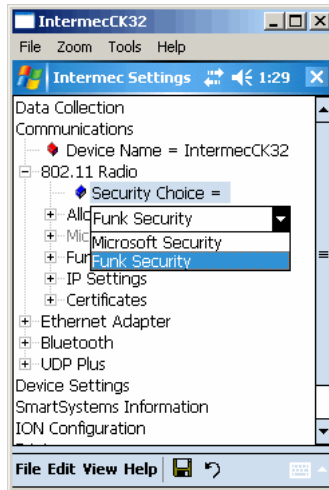 IntermecCK32
File Zoom Tools Help
Intermec Settings 1:29
Data Collection
Communications
Device Name = IntermecCK32
802.11 Radio
Security Choice =
Funk Security
Microsoft Security
Funk Security
IP Settings
Certificates
Ethernet Adapter
Bluetooth
UDP Plus
Device Settings
SmartSystems Information
ION Configuration
File Edit View Help